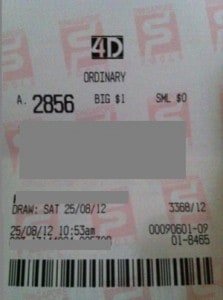 4D
ORDINARY
A. 2856 BIG $1 SML $0
DRAW: SAT 25/08/12 3368/12
25/08/12 10:53am 00090601-09
01-6465